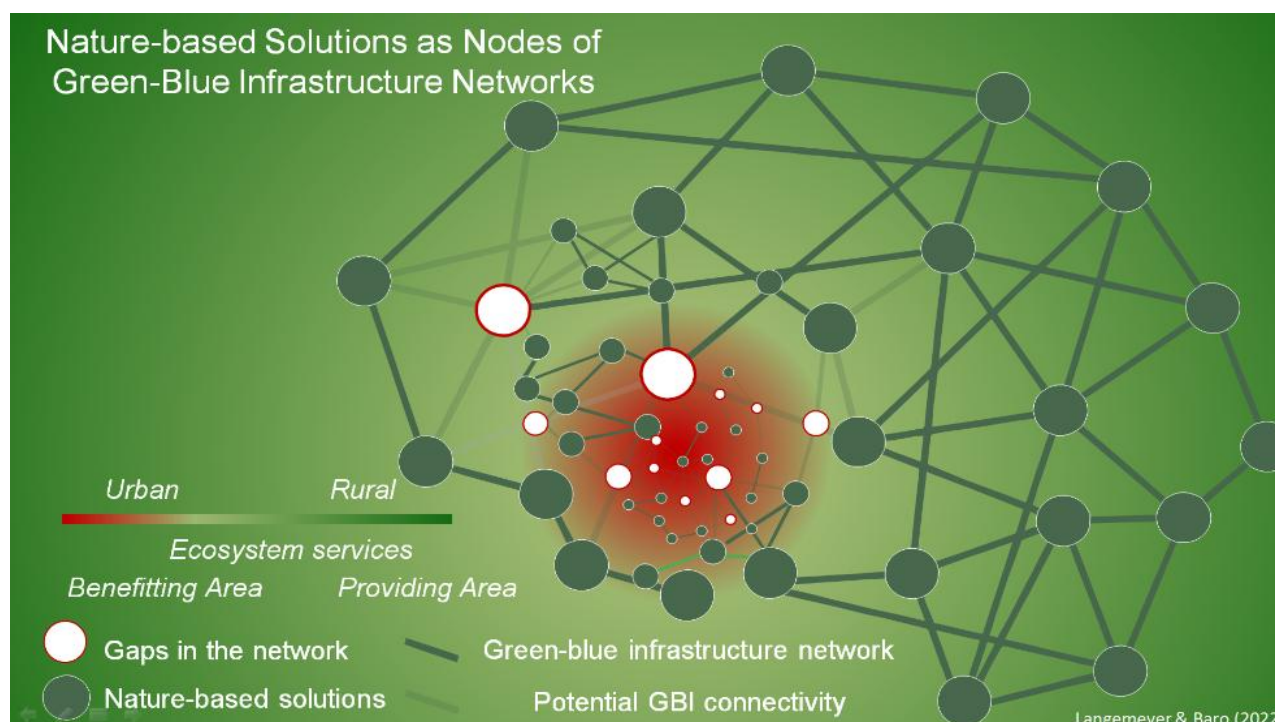 Nature-based Solutions as Nodes of
Green-Blue Infrastructure Networks
Urban Rural
Ecosystem services
Benefitting Area Providing Area
Gaps in the network Green-blue infrastructure network
Nature-based solutions Potential GBI connectivity
Langemeyer & Baro